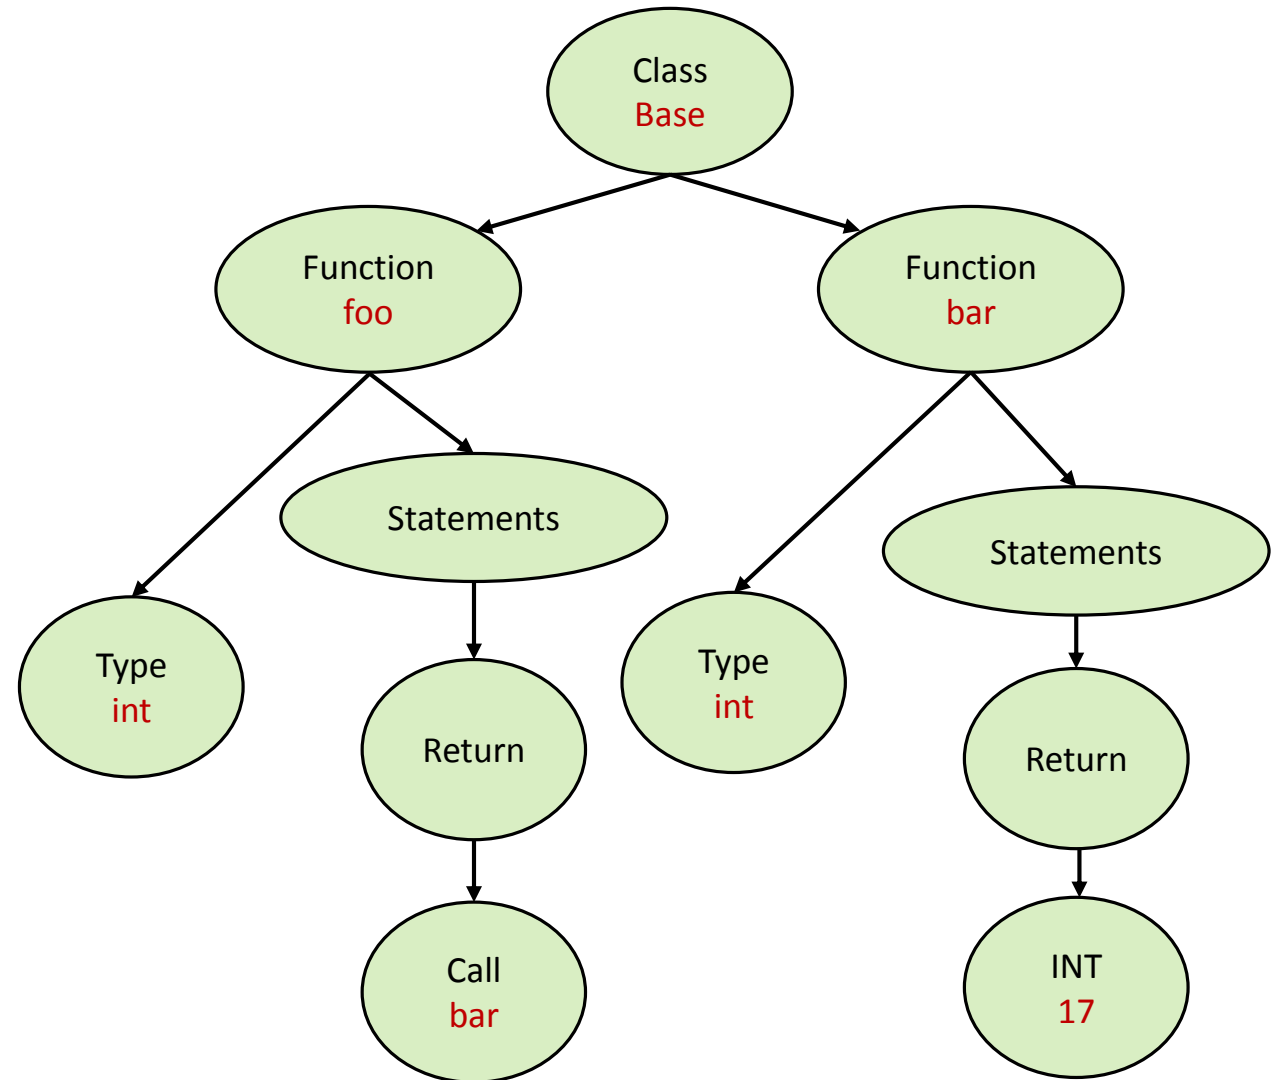 Class
Base
Function
foo
Function
bar
Statements
Statements
Type
int
Type
int
Return
Return
Call
bar
INT
17